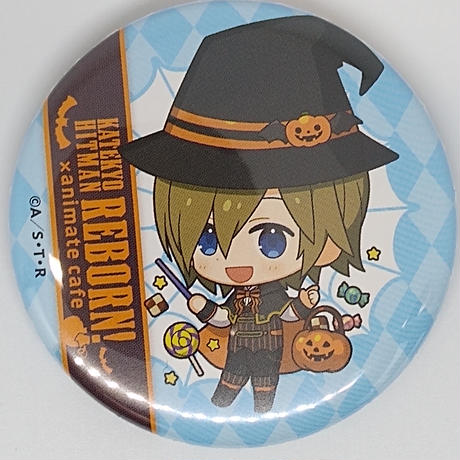 KATEKYO
HITMAN
REBORN!
×animate cafe
©A/S・T・R